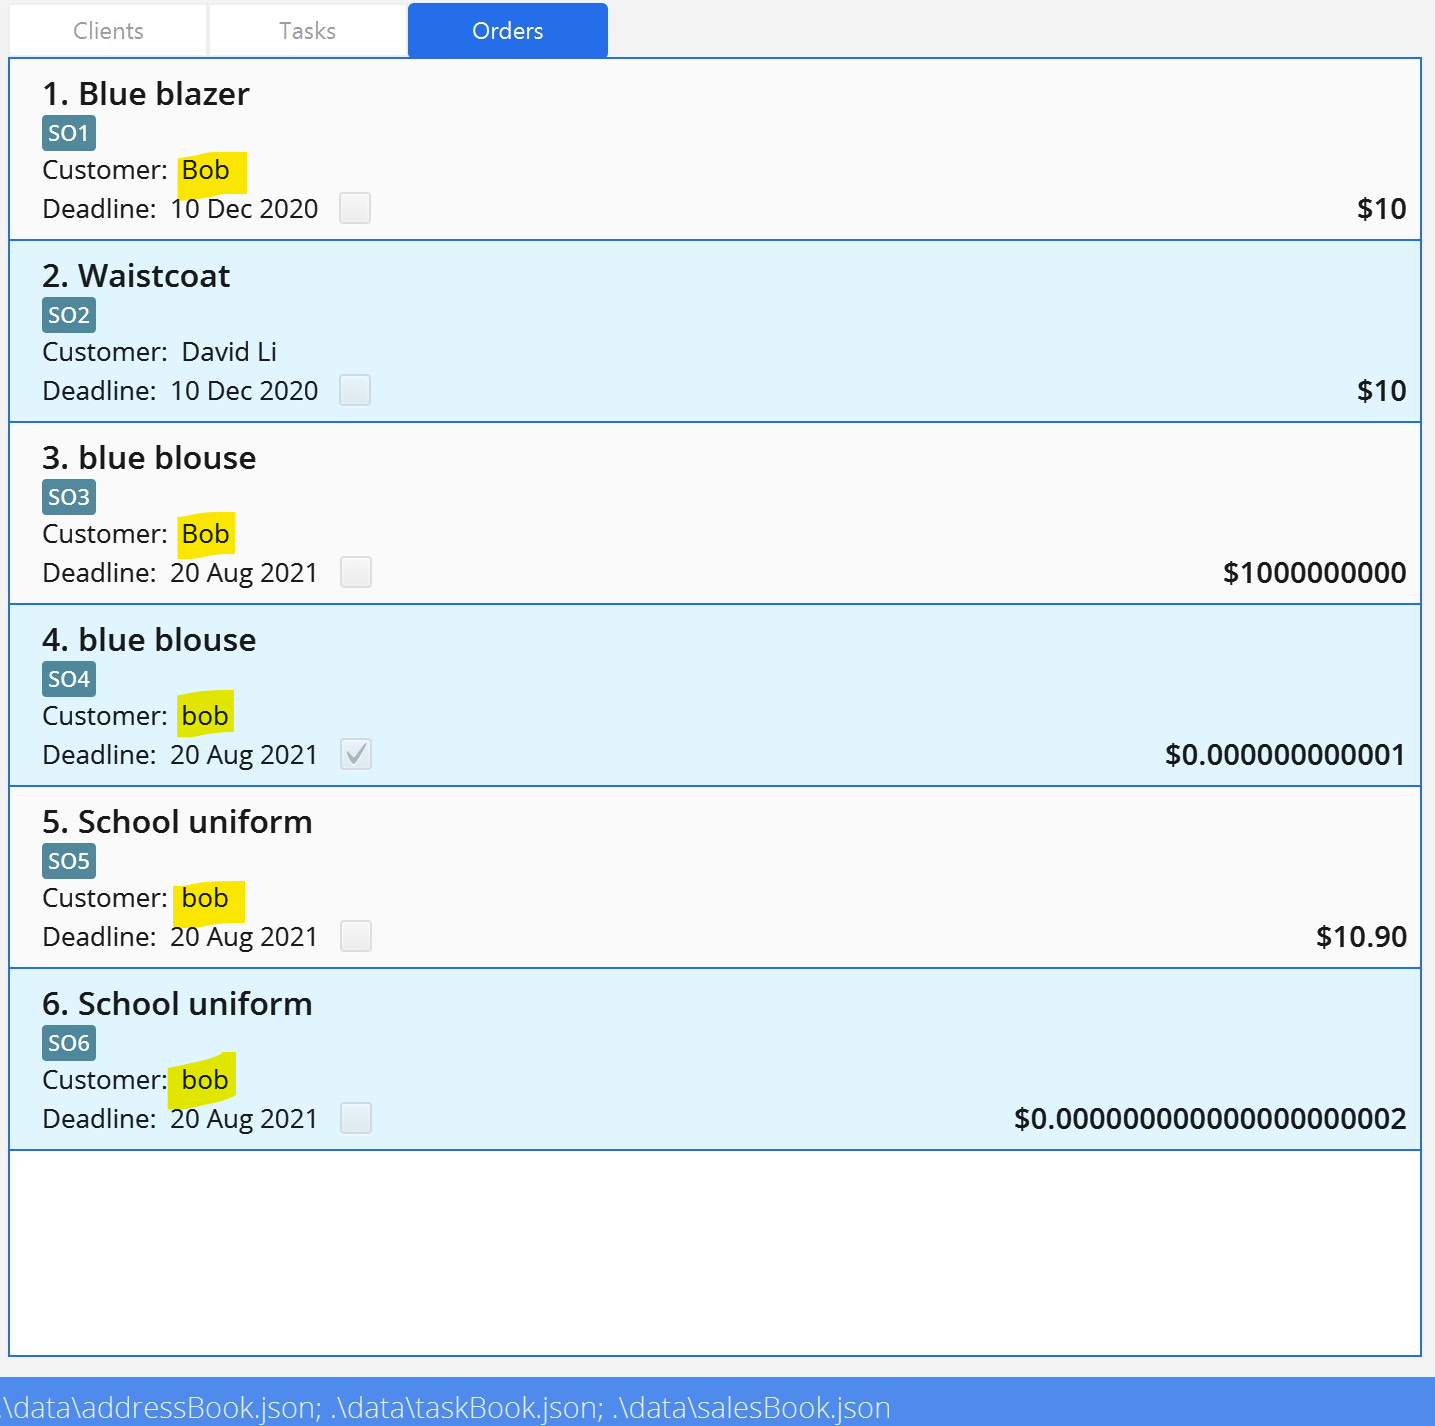 Clients Tasks Orders
1. Blue blazer
SO1
Customer: Bob
Deadline: 10 Dec 2020 $10
2. Waistcoat
SO2
Customer: David Li
Deadline: 10 Dec 2020 $10
3. blue blouse
SO3
Customer: Bob
Deadline: 20 Aug 2021 $1000000000
4. blue blouse
SO4
Customer: bob
Deadline: 20 Aug 2021 $0.000000000001
5. School uniform
SO5
Customer: bob
Deadline: 20 Aug 2021 $10.90
6. School uniform
SO6
Customer: bob
Deadline: 20 Aug 2021 $0.000000000000000000002
.\data\addressBook.json; .\data\taskBook.json; .\data\salesBook.json